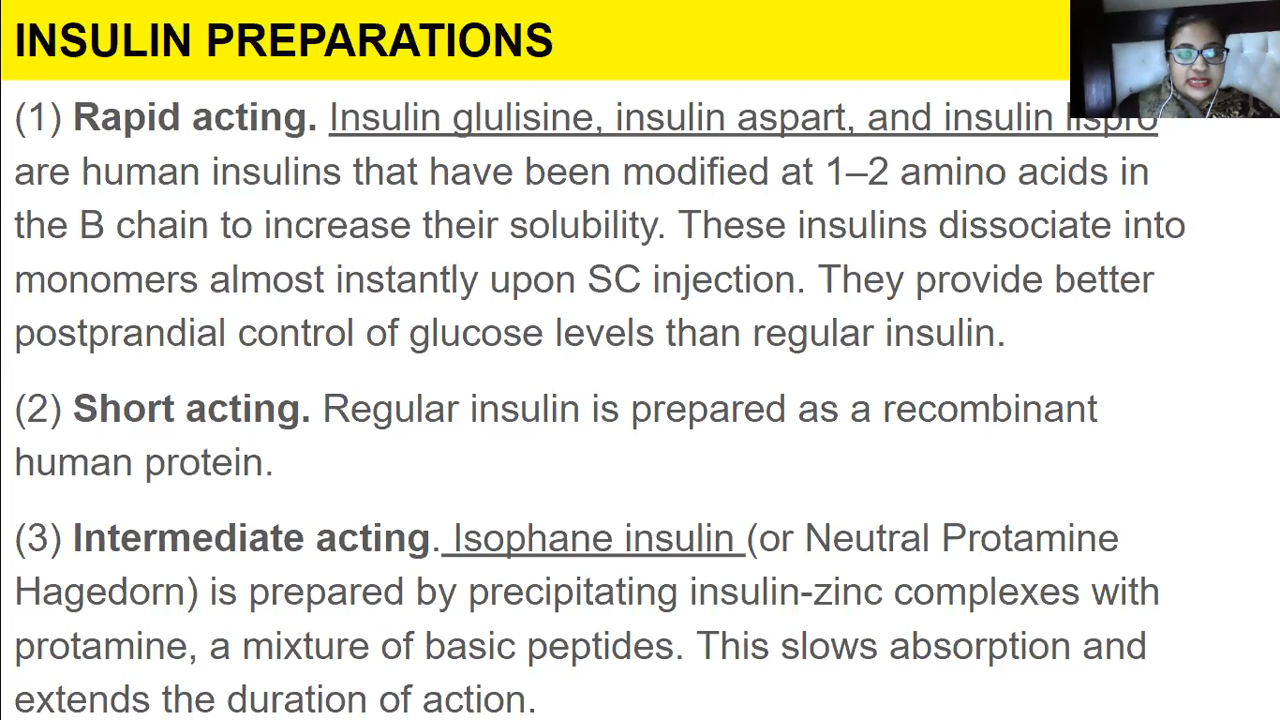 INSULIN PREPARATIONS
(1) Rapid acting. Insulin glulisine, insulin aspart, and insulin lispro
are human insulins that have been modified at 1–2 amino acids in
the B chain to increase their solubility. These insulins dissociate into
monomers almost instantly upon SC injection. They provide better
postprandial control of glucose levels than regular insulin.
(2) Short acting. Regular insulin is prepared as a recombinant
human protein.
(3) Intermediate acting. Isophane insulin (or Neutral Protamine
Hagedorn) is prepared by precipitating insulin-zinc complexes with
protamine, a mixture of basic peptides. This slows absorption and
extends the duration of action.